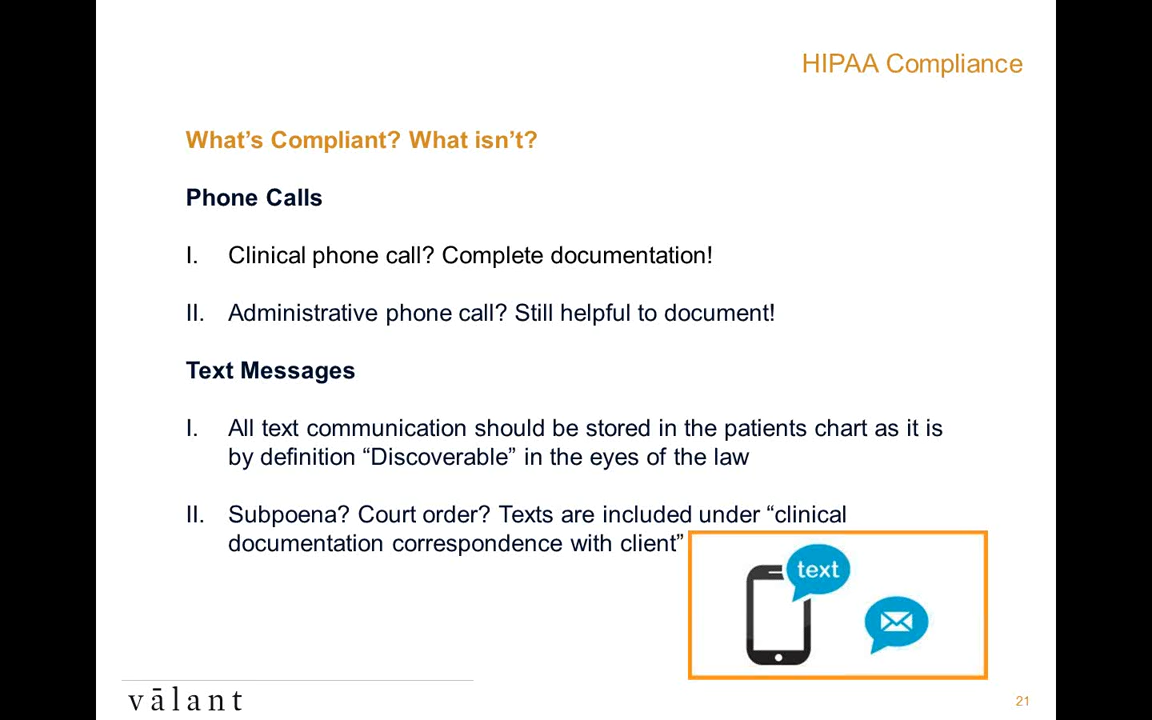 HIPAA Compliance
What’s Compliant? What isn’t?
Phone Calls
I. Clinical phone call? Complete documentation!
II. Administrative phone call? Still helpful to document!
Text Messages
I. All text communication should be stored in the patients chart as it is
by definition “Discoverable” in the eyes of the law
II. Subpoena? Court order? Texts are included under “clinical
documentation correspondence with client”
text
vālant
21